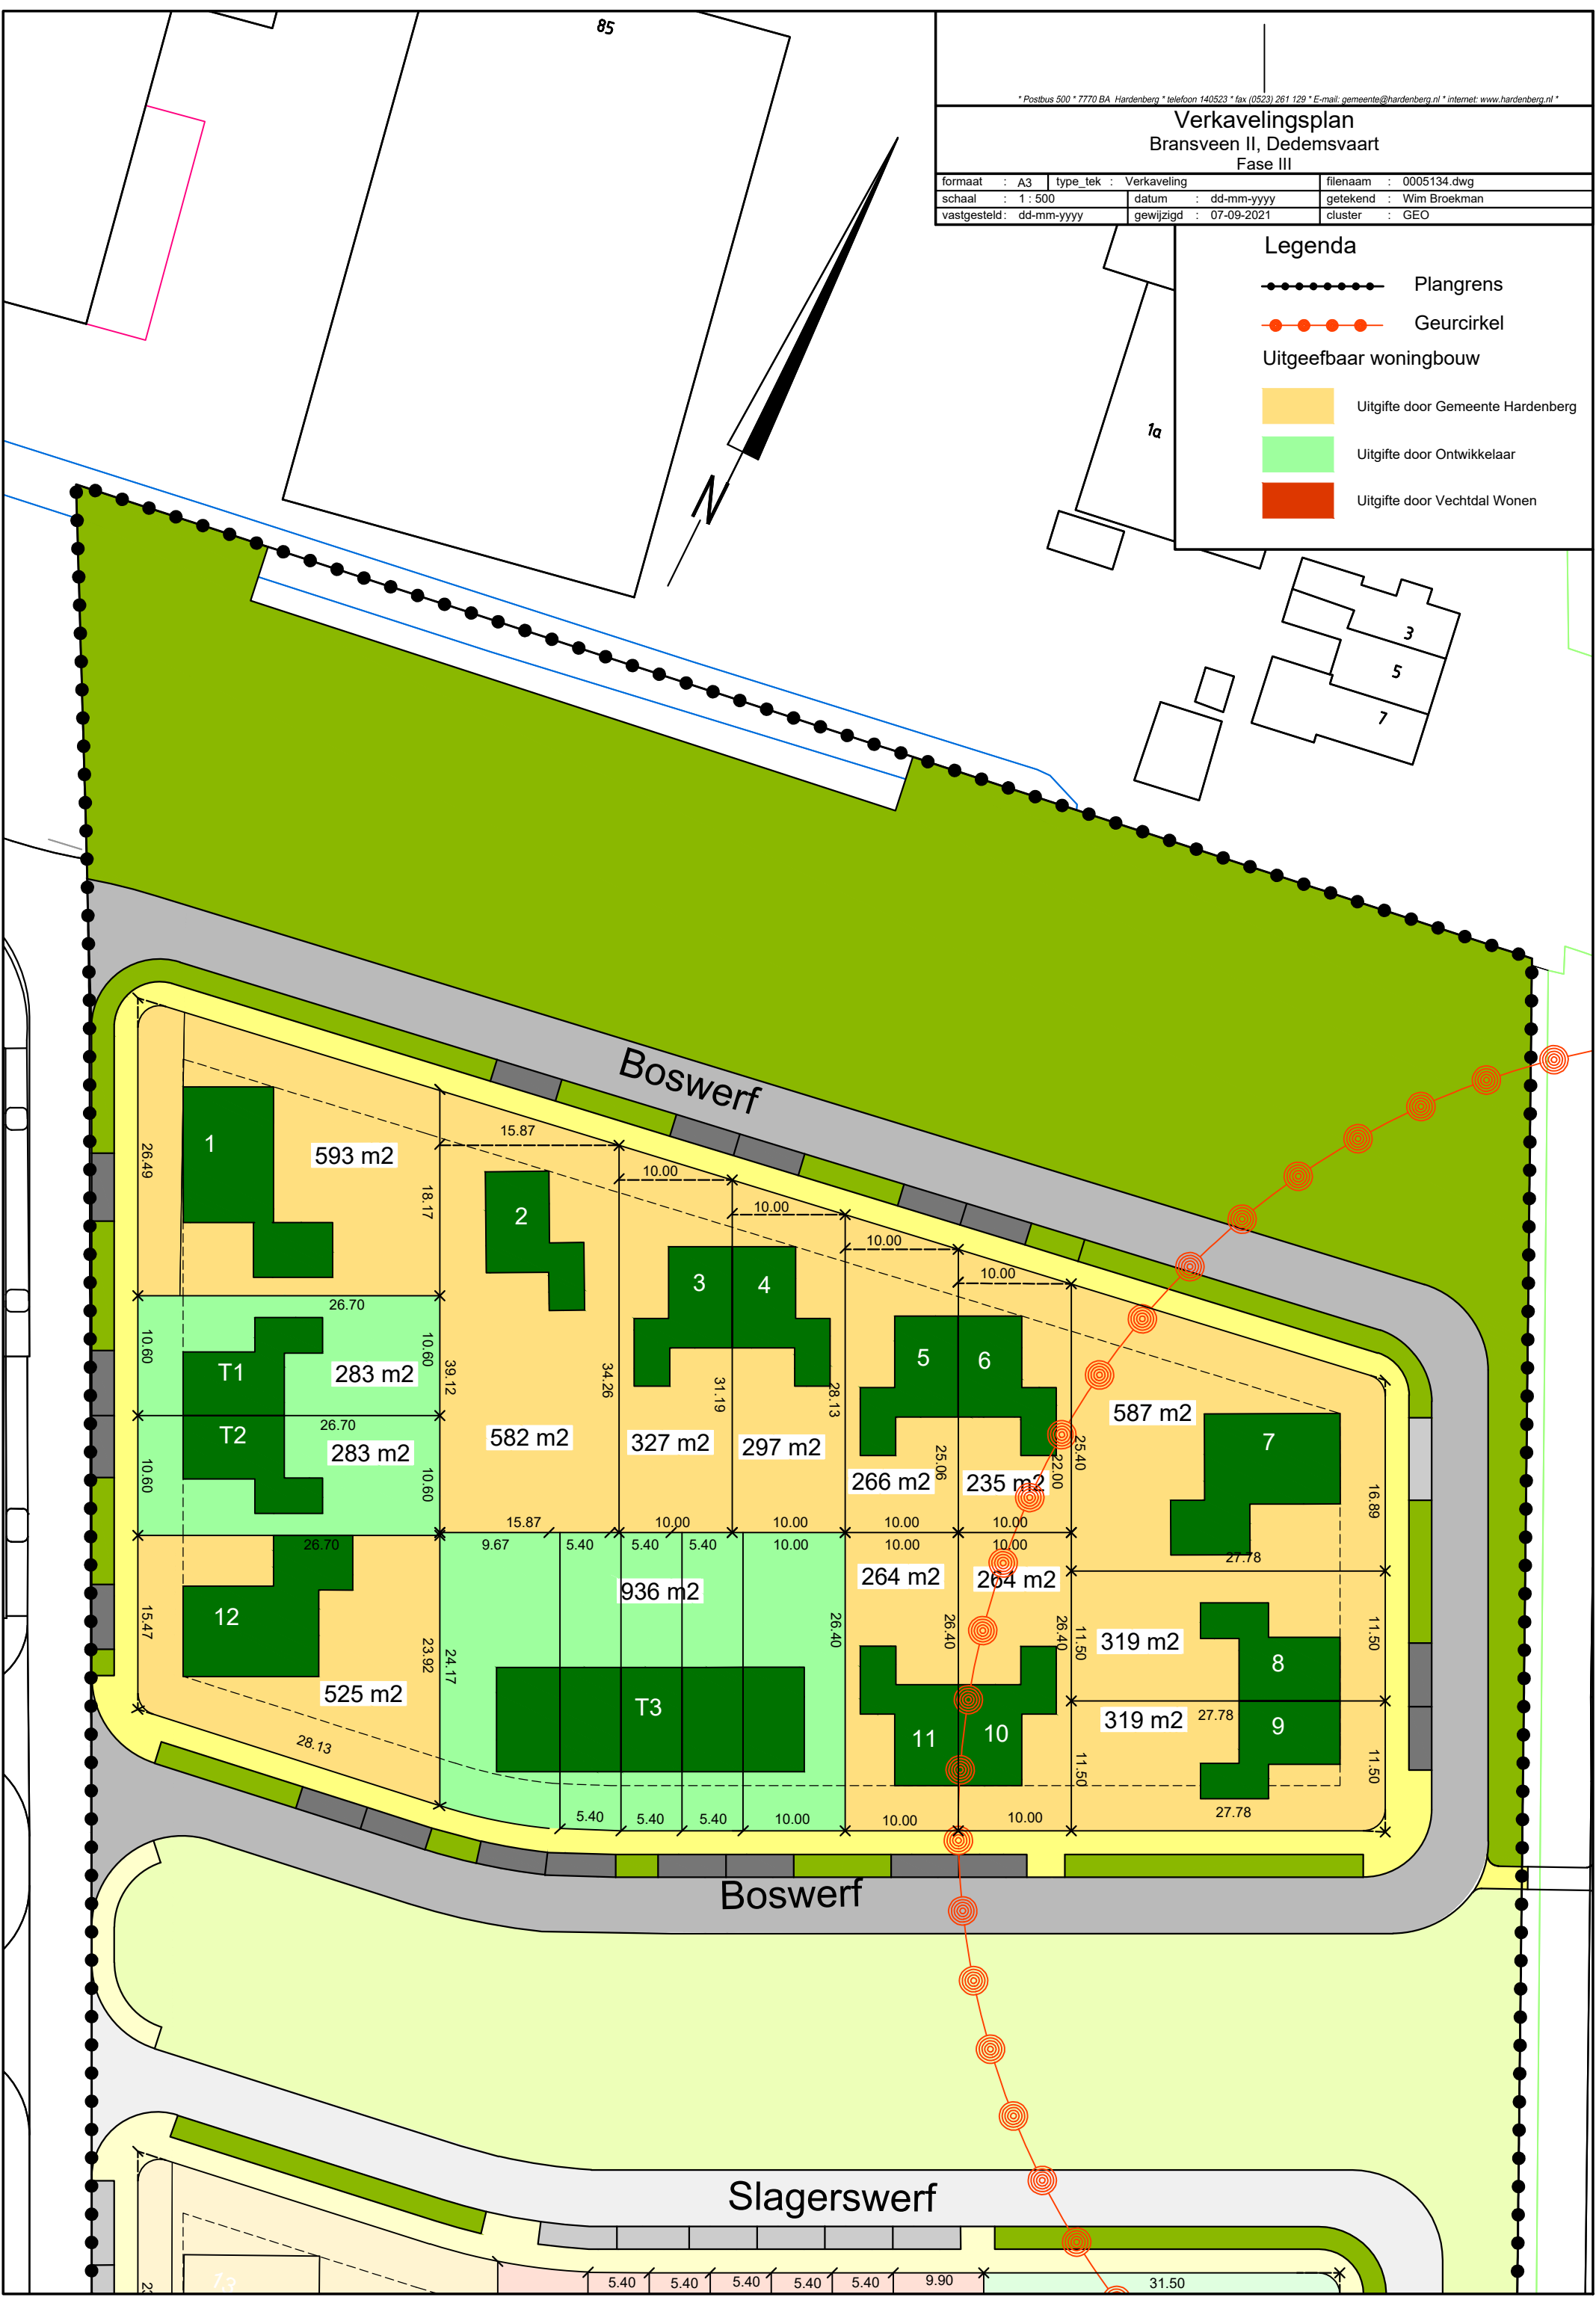 85
* Postbus 500 * 7770 BA Hardenberg * telefoon 140523 * fax (0523) 261 129 * E-mail: gemeente@hardenberg.nl * internet: www.hardenberg.nl *
Verkavelingsplan
Bransveen II, Dedemsvaart
Fase III
formaat : A3 type_tek : Verkaveling filenaam : 0005134.dwg
schaal : 1 : 500 datum : dd-mm-yyyy getekend : Wim Broekman
vastgesteld : dd-mm-yyyy gewijzigd : 07-09-2021 cluster : GEO
Legenda
Plangrens
Geurcirkel
Uitgeefbaar woningbouw
Uitgifte door Gemeente Hardenberg
Uitgifte door Ontwikkelaar
Uitgifte door Vechtdal Wonen
1a
N
3
5
7
Boswerf
1
593 m2
26.49
18.17
15.87
10.00
10.00
10.00
10.00
2
3
4
5
6
26.70
10.60
T1
283 m2
10.60
39.12
34.26
31.19
28.13
26.70
T2
283 m2
10.60
10.60
582 m2
327 m2
297 m2
266 m2
25.06
235 m2
22.00
25.40
587 m2
7
16.89
27.78
15.87
10.00
10.00
10.00
10.00
26.70
9.67
5.40
5.40
5.40
10.00
10.00
10.00
936 m2
264 m2
264 m2
12
15.47
23.92
24.17
26.40
26.40
26.40
11.50
319 m2
8
11.50
525 m2
T3
28.13
11
10
11.50
319 m2
27.78
9
11.50
5.40
5.40
5.40
10.00
10.00
10.00
27.78
Boswerf
Slagerswerf
13
5.40
5.40
5.40
5.40
5.40
9.90
31.50